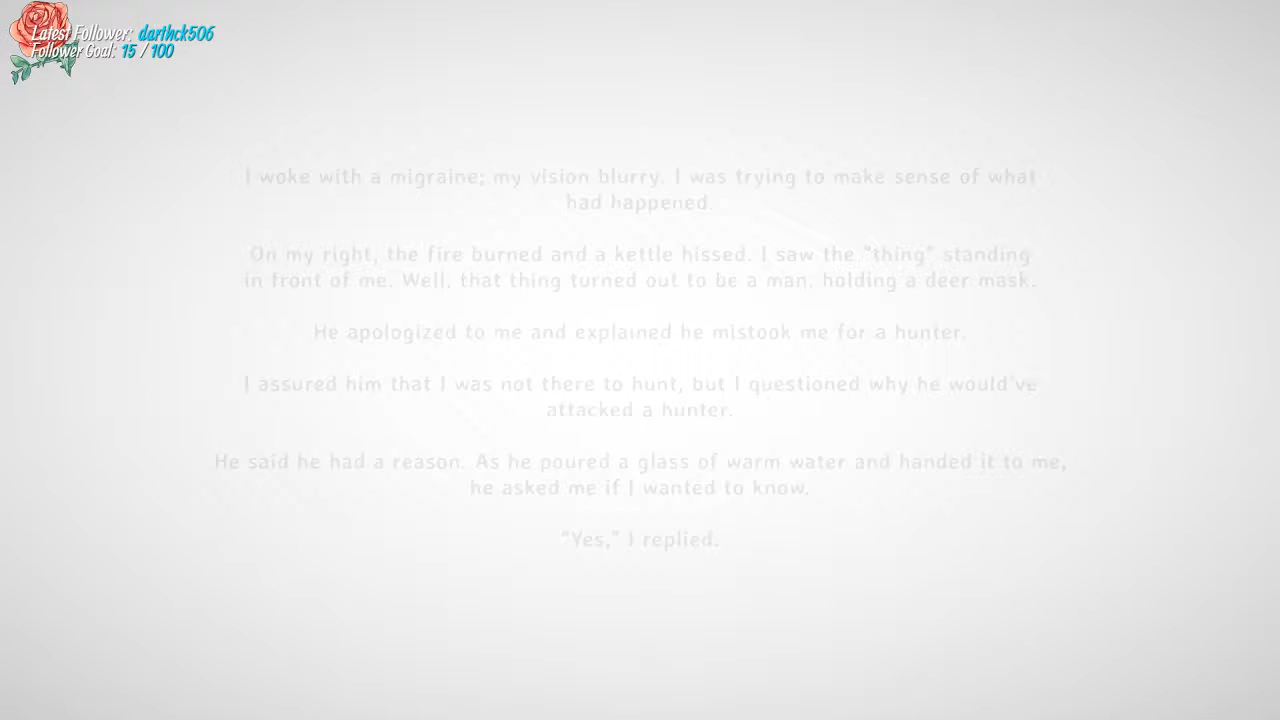 Latest Follower: darthck506
Follower Goal: 15 / 100
I woke with a migraine; my vision blurry. I was trying to make sense of what
had happened.
On my right, the fire burned and a kettle hissed. I saw the "thing" standing
in front of me. Well, that thing turned out to be a man, holding a deer mask.
He apologized to me and explained he mistook me for a hunter.
I assured him that I was not there to hunt, but I questioned why he would've
attacked a hunter.
He said he had a reason. As he poured a glass of warm water and handed it to me,
he asked me if I wanted to know.
"Yes," I replied.